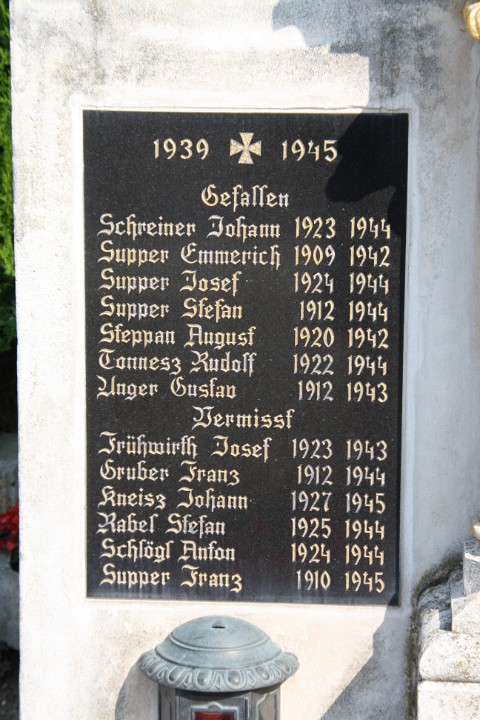 1939 1945
Gefallen
Schreiner Johann 1923 1944
Supper Emmerich 1909 1942
Supper Josef 1924 1944
Supper Stefan 1912 1944
Steppan August 1920 1942
Tonnesz Rudolf 1922 1944
Unger Gustav 1912 1943
Vermisst
Frühwirth Josef 1923 1943
Gruber Franz 1912 1944
Kneisz Johann 1927 1945
Rabel Stefan 1925 1944
Schlögl Anton 1924 1944
Supper Franz 1910 1945